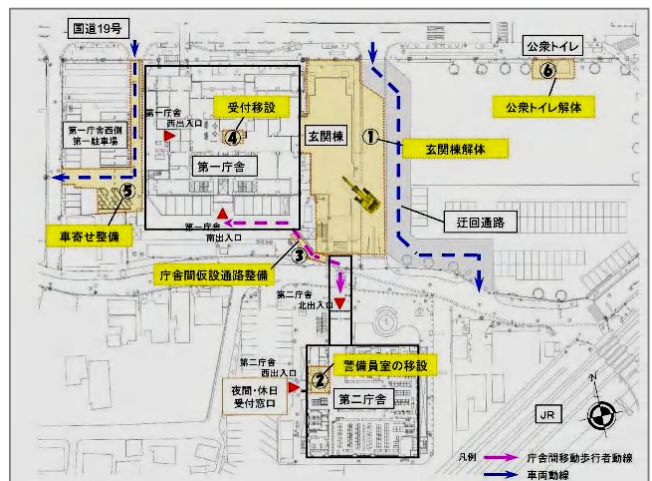 国道19号
公衆トイレ
⑥
公衆トイレ解体
第一庁舎
西出入口
受付移設
④
玄関棟
①
玄関棟解体
第一庁舎西側
第一駐車場
第一庁舎
⑤
車寄せ整備
第一庁舎
南出入口
迂回通路
③
庁舎間仮設通路整備
第二庁舎
北出入口
第二庁舎
西出入口
警備員室の移設
②
夜間・休日
受付窓口
第二庁舎
JR
凡例
庁舎間移動歩行者動線
車両動線